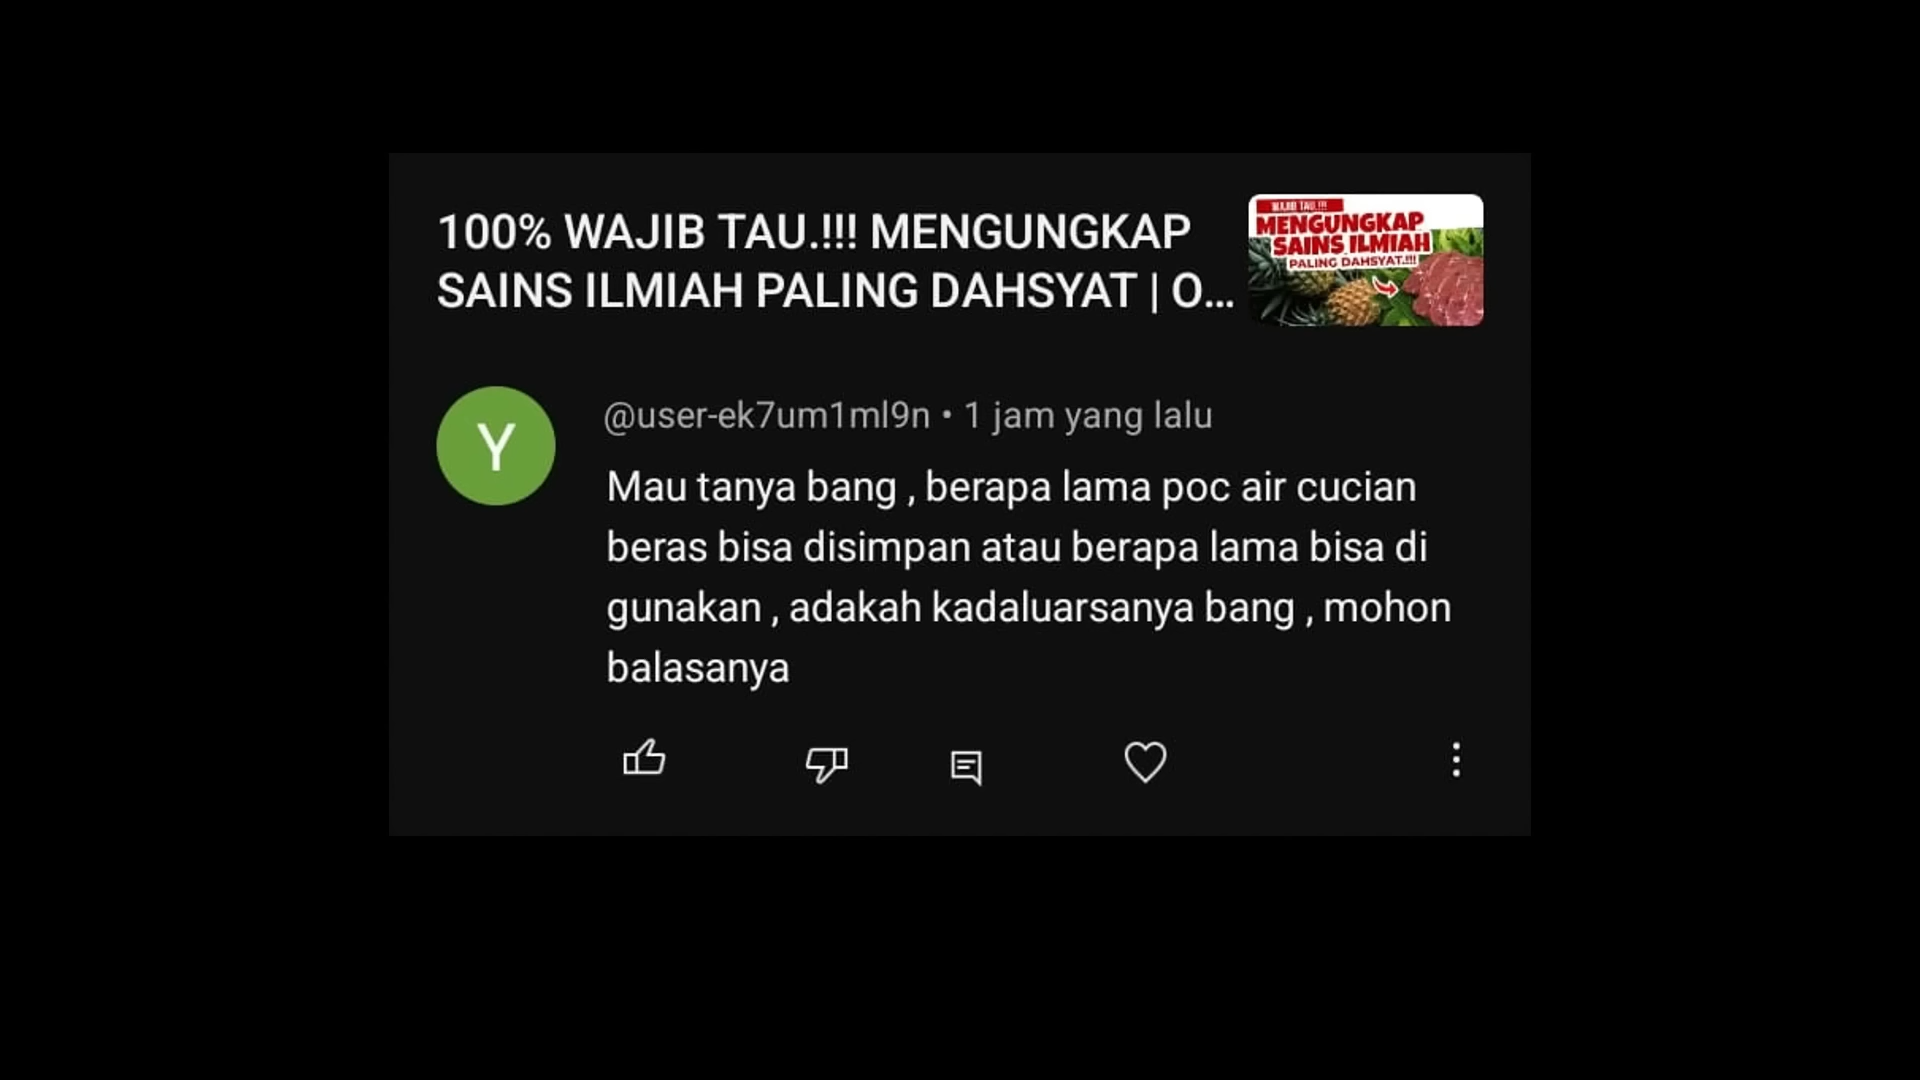 100% WAJIB TAU.!!! MENGUNGKAP
SAINS ILMIAH PALING DAHSYAT | O...
WAJIB TAU.!!!
MENGUNGKAP
SAINS ILMIAH
PALING DAHSYAT.!!!
Y
@user-ek7um1ml9n • 1 jam yang lalu
Mau tanya bang , berapa lama poc air cucian
beras bisa disimpan atau berapa lama bisa di
gunakan , adakah kadaluarsanya bang , mohon
balasanya